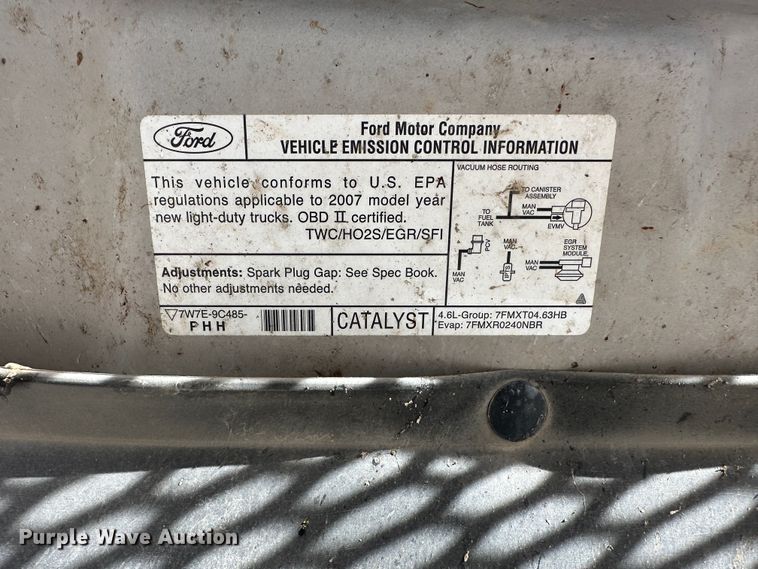 Ford
Ford Motor Company
VEHICLE EMISSION CONTROL INFORMATION
This vehicle conforms to U.S. EPA
regulations applicable to 2007 model year
new light-duty trucks. OBD II certified.
TWC/HO2S/EGR/SFI
Adjustments: Spark Plug Gap: See Spec Book.
No other adjustments needed.
VACUUM HOSE ROUTING
TO CANISTER
ASSEMBLY
MAN
VAC
TO
FUEL
TANK
EVMV
PCV
MAN
VAC
FPS
MAN
VAC
EGR
SYSTEM
MODULE
7W7E-9C485-
PHH
CATALYST
4.6L-Group: 7FMXT04.63HB
*Evap: 7FMXR0240NBR
Purple Wave Auction